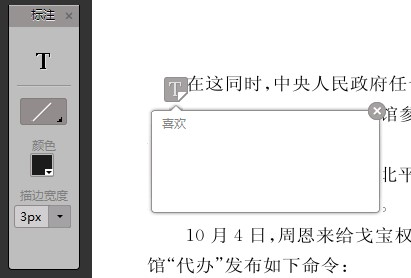 标注
T
颜色
描边宽度
3px
T
在这同时，中央人民政府任
喜欢
馆参
北平
。
10月4日，周恩来给戈宝权
馆“代办”发布如下命令：